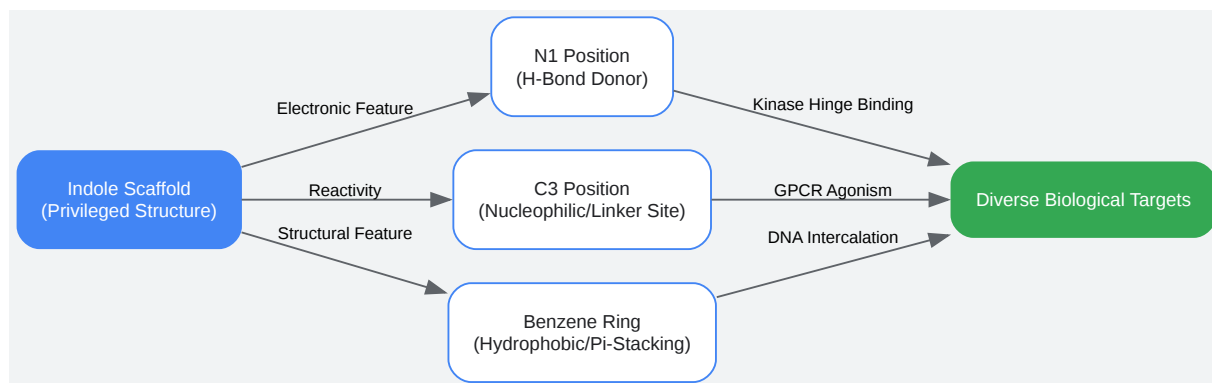 N1 Position
(H-Bond Donor)
Electronic Feature
Kinase Hinge Binding
Indole Scaffold
(Privileged Structure)
Reactivity
C3 Position
(Nucleophilic/Linker Site)
GPCR Agonism
Diverse Biological Targets
Structural Feature
DNA Intercalation
Benzene Ring
(Hydrophobic/Pi-Stacking)